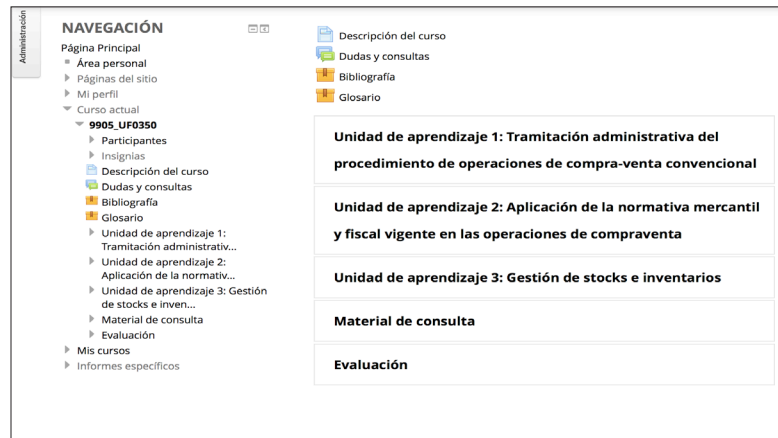 Administración
NAVEGACIÓN
Página Principal
Área personal
Páginas del sitio
Mi perfil
Curso actual
9905_UF0350
Participantes
Insignias
Descripción del curso
Dudas y consultas
Bibliografía
Glosario
Unidad de aprendizaje 1:
Tramitación administrativ...
Unidad de aprendizaje 2:
Aplicación de la normativ...
Unidad de aprendizaje 3: Gestión
de stocks e inven...
Material de consulta
Evaluación
Mis cursos
Informes específicos
Descripción del curso
Dudas y consultas
Bibliografía
Glosario
Unidad de aprendizaje 1: Tramitación administrativa del
procedimiento de operaciones de compra-venta convencional
Unidad de aprendizaje 2: Aplicación de la normativa mercantil
y fiscal vigente en las operaciones de compraventa
Unidad de aprendizaje 3: Gestión de stocks e inventarios
Material de consulta
Evaluación